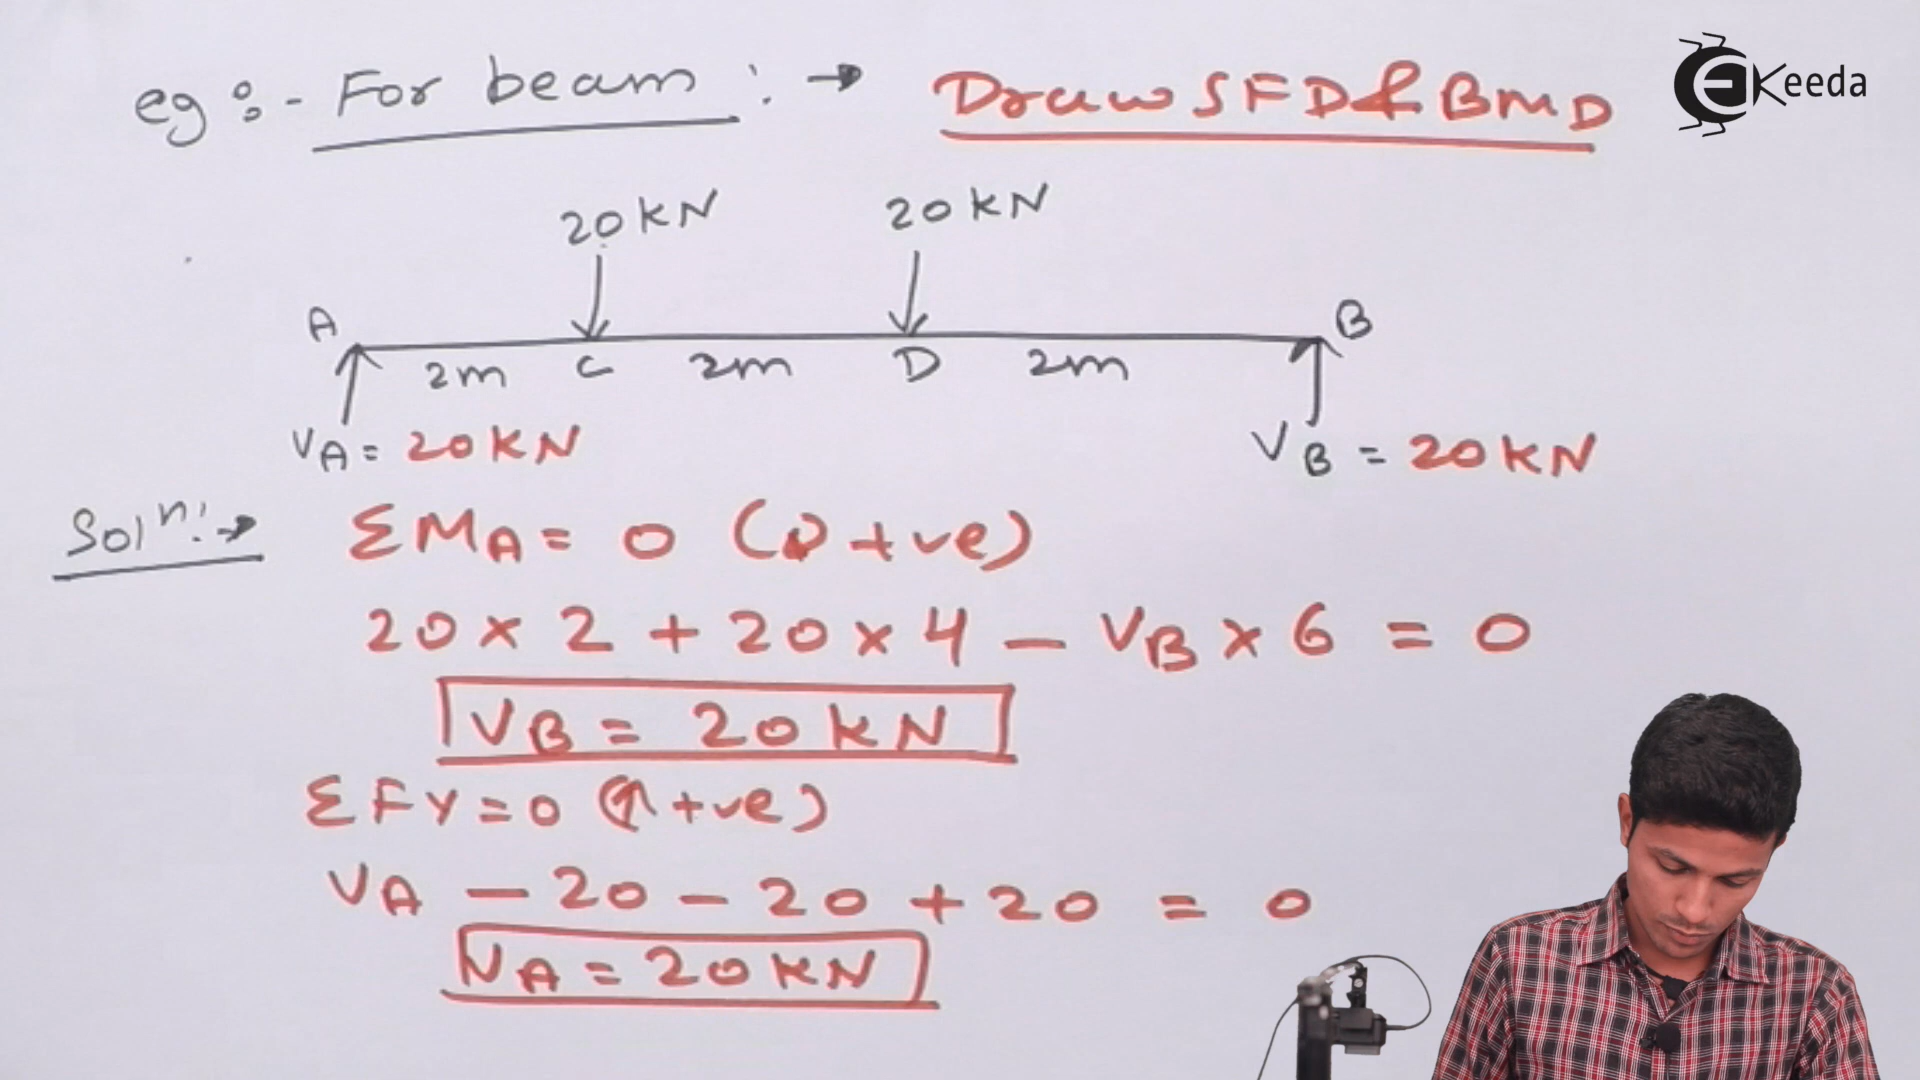 eg :- For beam :→ Draw SFD & BMD
EKeeda
20 kN 20 kN
A B
2m C 2m D 2m
VA = 20 kN VB = 20 kN
Solⁿ:→ ΣMA = 0 (↻ +ve)
20 × 2 + 20 × 4 − VB × 6 = 0
VB = 20 kN
ΣFY = 0 (↑ +ve)
VA − 20 − 20 + 20 = 0
VA = 20 kN